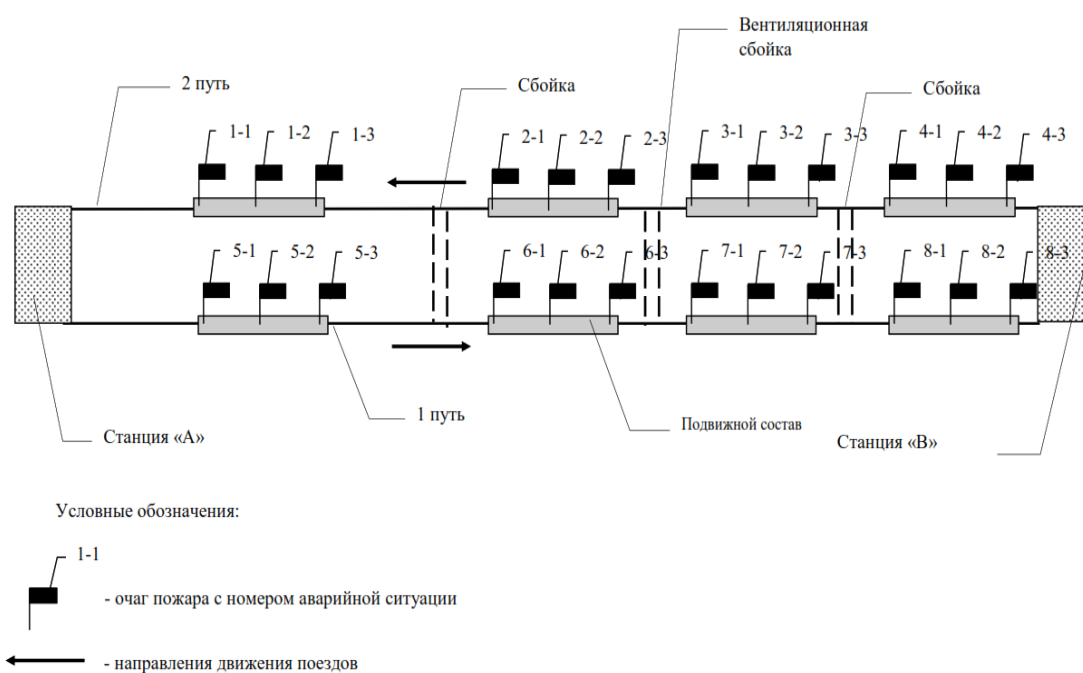 Вентиляционная
сбойка
2 путь
Сбойка
Сбойка
1-1
1-2
1-3
2-1
2-2
2-3
3-1
3-2
3-3
4-1
4-2
4-3
5-1
5-2
5-3
6-1
6-2
6-3
7-1
7-2
7-3
8-1
8-2
8-3
1 путь
Подвижной состав
Станция «А»
Станция «В»
Условные обозначения:
1-1
- очаг пожара с номером аварийной ситуации
- направления движения поездов